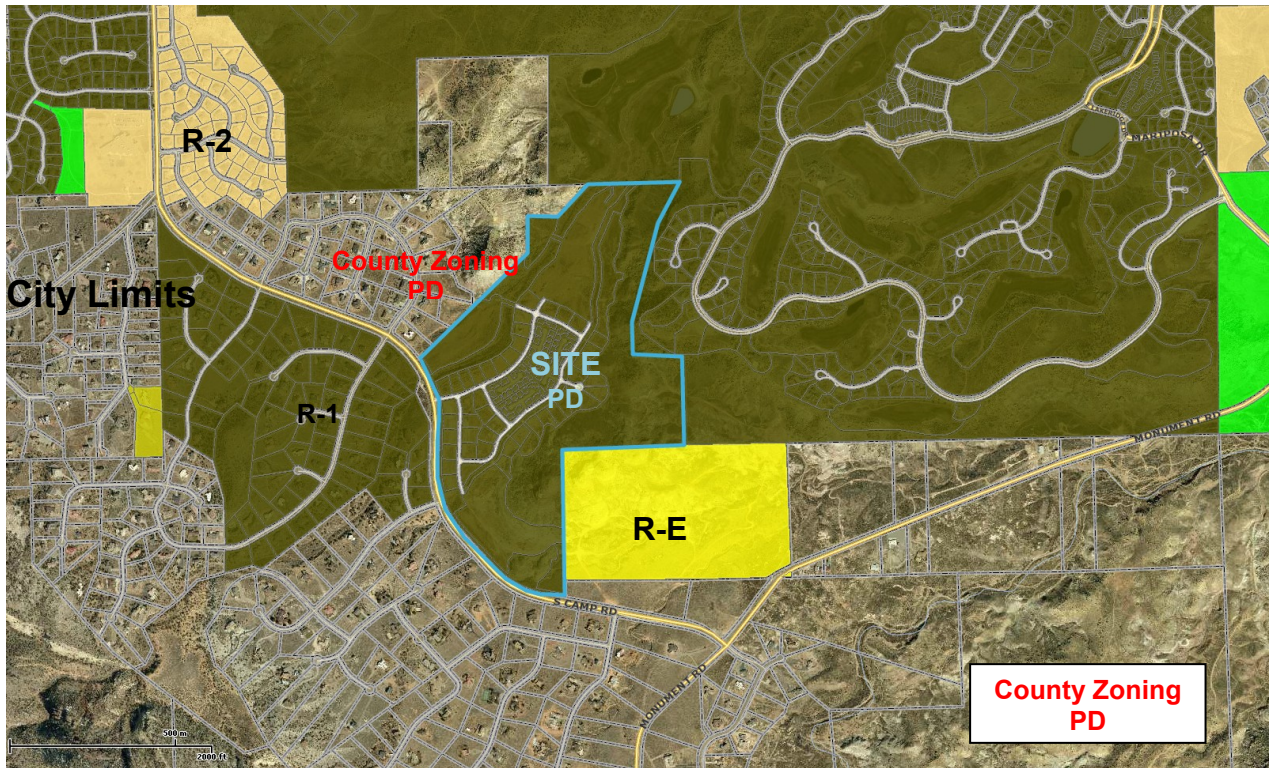 MARIPOSA DR
R-2
County Zoning
PD
City Limits
SITE
PD
R-1
MONUMENT RD
R-E
S CAMP RD
MONUMENT RD
County Zoning
PD
500 m
2000 ft